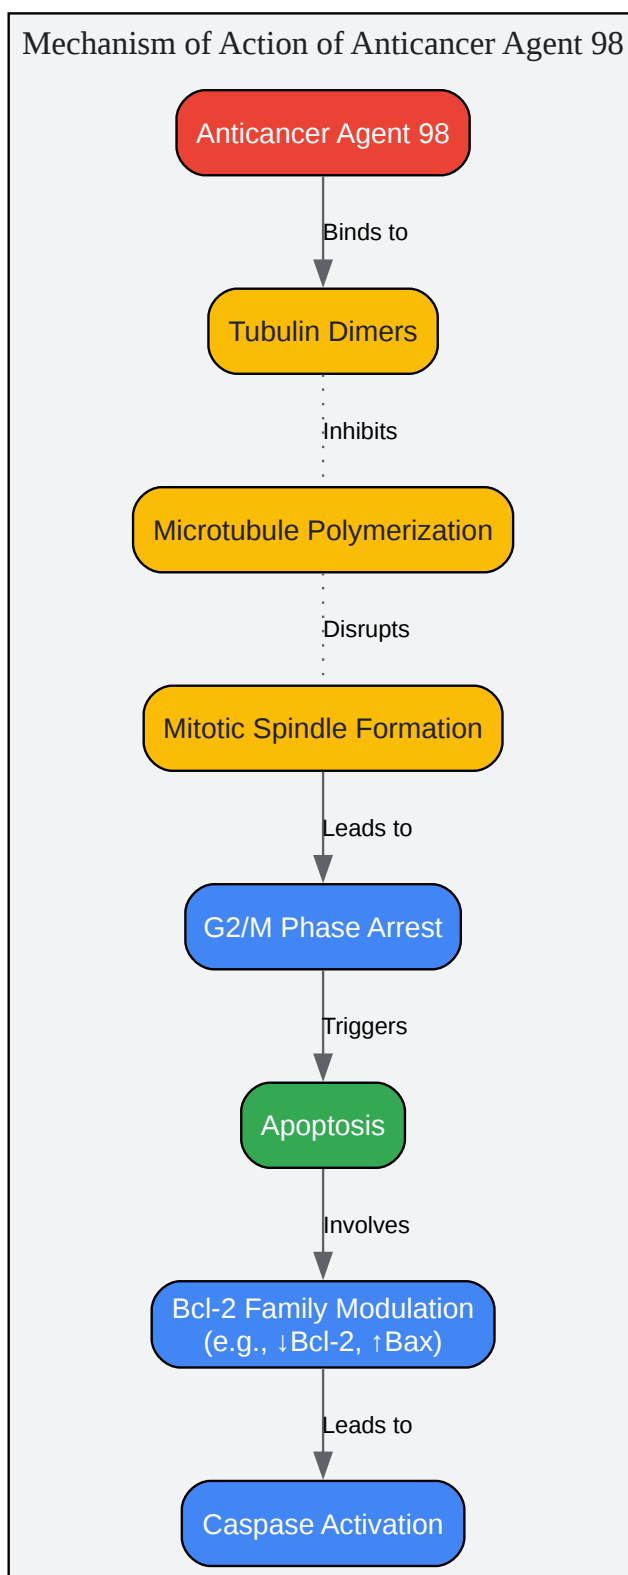 Mechanism of Action of Anticancer Agent 98
Anticancer Agent 98
Binds to
Tubulin Dimers
Inhibits
Microtubule Polymerization
Disrupts
Mitotic Spindle Formation
Leads to
G2/M Phase Arrest
Triggers
Apoptosis
Involves
Bcl-2 Family Modulation
(e.g., ↓Bcl-2, ↑Bax)
Leads to
Caspase Activation